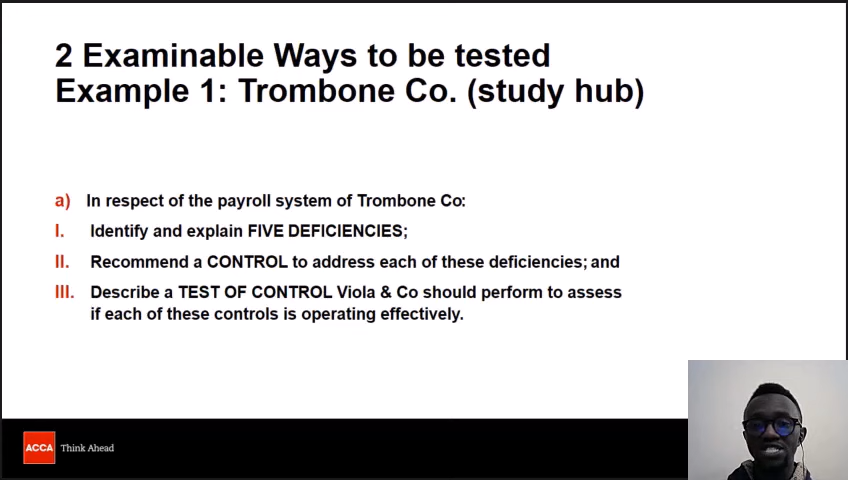 2 Examinable Ways to be tested
Example 1: Trombone Co. (study hub)
a) In respect of the payroll system of Trombone Co:
I. Identify and explain FIVE DEFICIENCIES;
II. Recommend a CONTROL to address each of these deficiencies; and
III. Describe a TEST OF CONTROL Viola & Co should perform to assess
if each of these controls is operating effectively.
ACCA Think Ahead